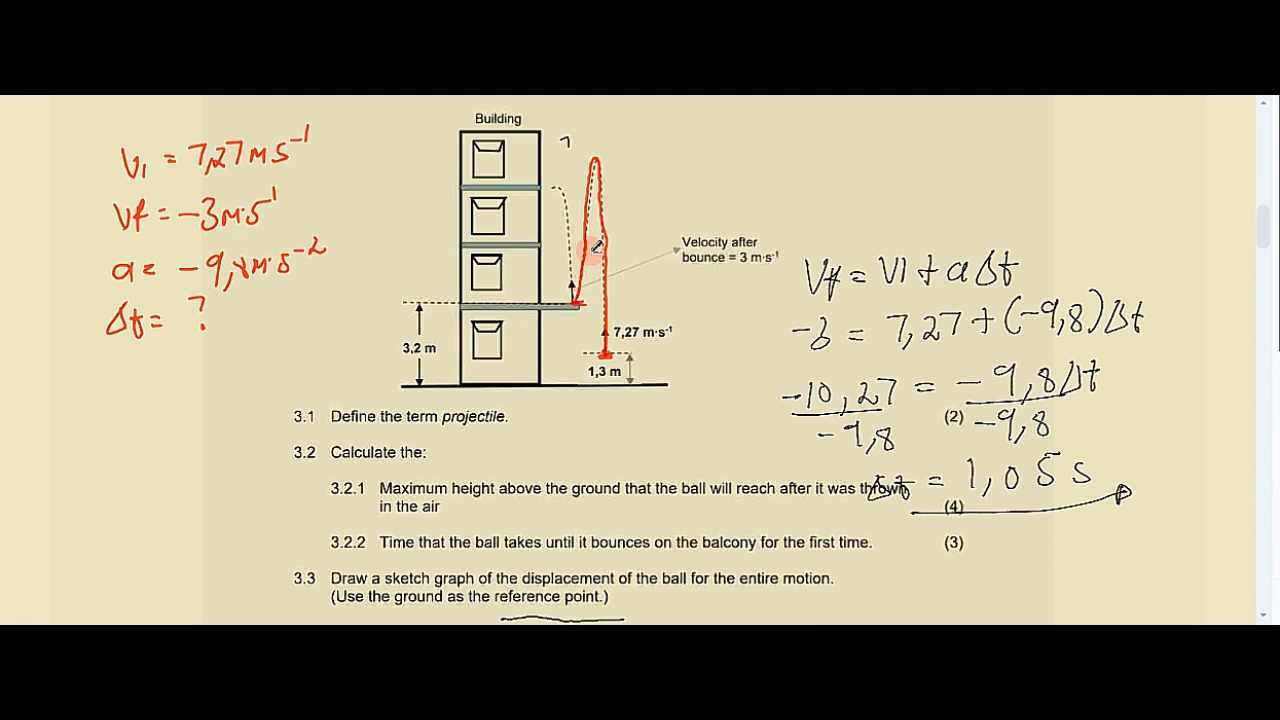 Building
V1 = 7,27 m s⁻¹
Vf = -3 m·s⁻¹
a = -9,8 m·s⁻²
Δt = ?
Velocity after
bounce = 3 m·s⁻¹
7,27 m·s⁻¹
3,2 m
1,3 m
Vf = V1 + a Δt
-3 = 7,27 + (-9,8) Δt
-10,27 = -9,8 Δt
-9,8 -9,8
Δt = 1,05 s
3.1 Define the term projectile. (2)
3.2 Calculate the:
3.2.1 Maximum height above the ground that the ball will reach after it was thrown
in the air (4)
3.2.2 Time that the ball takes until it bounces on the balcony for the first time. (3)
3.3 Draw a sketch graph of the displacement of the ball for the entire motion.
(Use the ground as the reference point.)